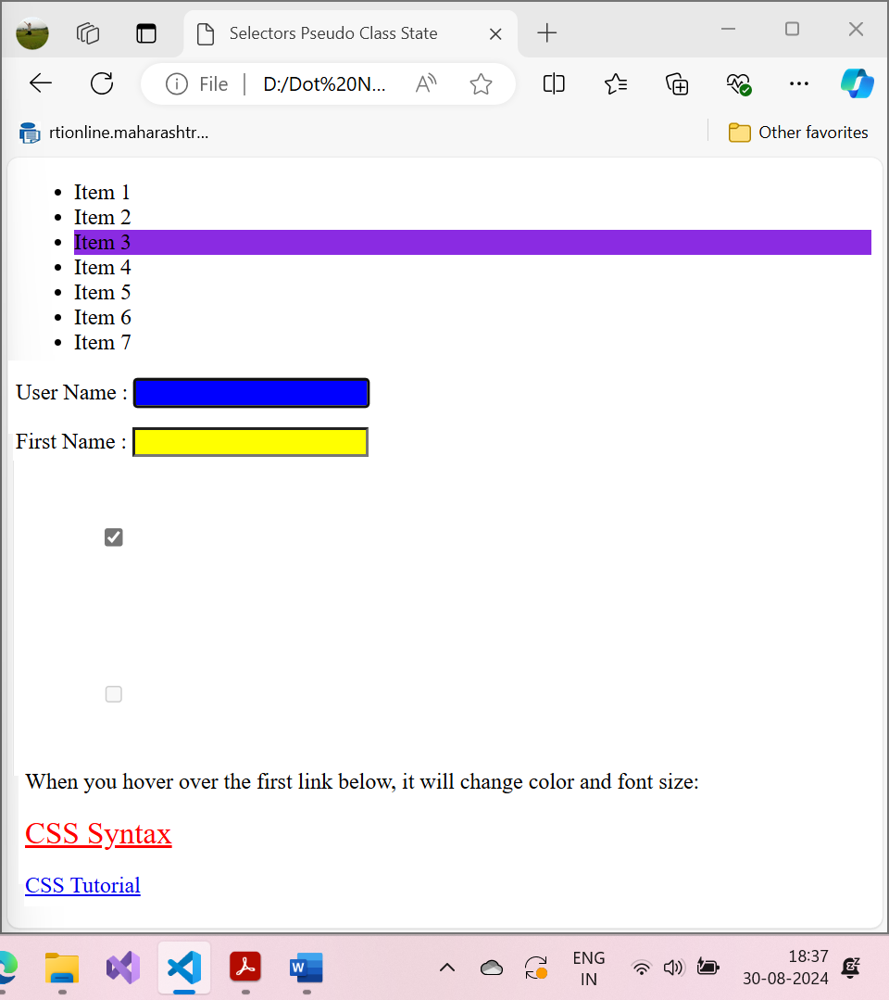 Selectors Pseudo Class State
File
D:/Dot%20N...
rtionline.maharashtr...
Other favorites
Item 1
Item 2
Item 3
Item 4
Item 5
Item 6
Item 7
User Name :
First Name :
When you hover over the first link below, it will change color and font size:
CSS Syntax
CSS Tutorial
ENG
IN
18:37
30-08-2024